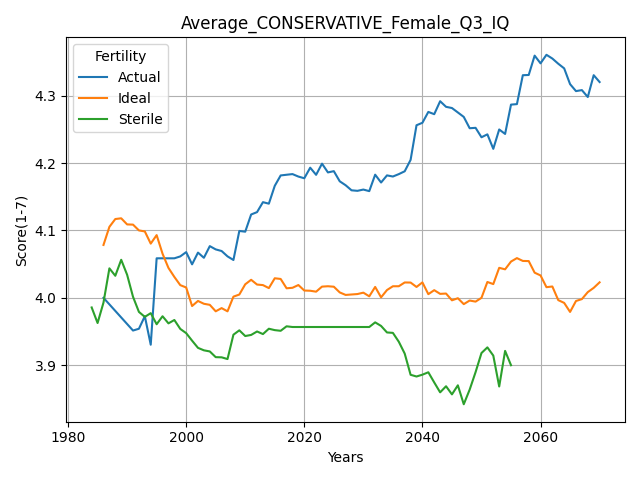 Average_CONSERVATIVE_Female_Q3_IQ
Fertility
Actual
Ideal
Sterile
Score(1-7)
4.3
4.2
4.1
4.0
3.9
1980 2000 2020 2040 2060
Years